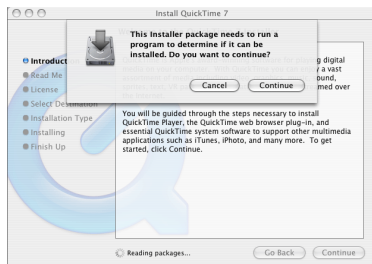 Install QuickTime 7
This Installer package needs to run a
program to determine if it can be
installed. Do you want to continue?
Cancel
Continue
Introduct
Read Me
License
Select Destination
Installation Type
Installing
Finish Up
playing digital
a vast
ound,
med over
You will be guided through the steps necessary to install
QuickTime Player, the QuickTime web browser plug-in, and
essential QuickTime system software to support other multimedia
applications such as iTunes, iPhoto, and many more. To get
started, click Continue.
Reading packages...
Go Back
Continue